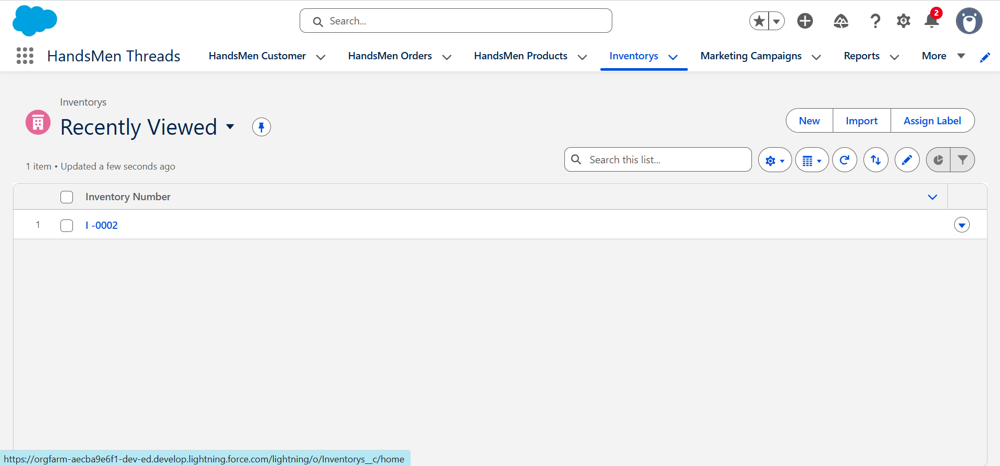 Search...
2
HandsMen Threads
HandsMen Customer
HandsMen Orders
HandsMen Products
Inventorys
Marketing Campaigns
Reports
More
Inventorys
Recently Viewed
New
Import
Assign Label
1 item • Updated a few seconds ago
Search this list...
Inventory Number
1
I -0002
https://orgfarm-aecba9e6f1-dev-ed.develop.lightning.force.com/lightning/o/Inventorys__c/home